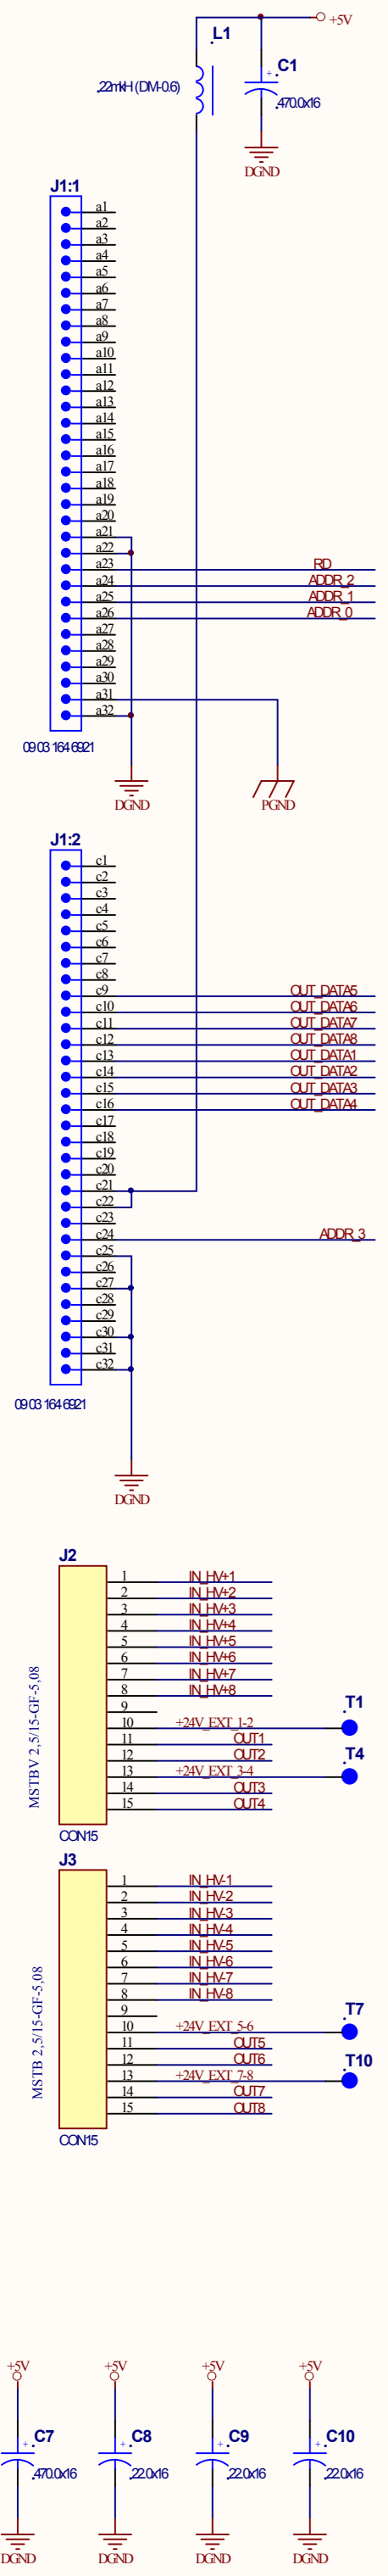 +5V
L1
.22mkH (DM-0.6)
C1
.470.0x16
DGND
J1:1
a1
a2
a3
a4
a5
a6
a7
a8
a9
a10
a11
a12
a13
a14
a15
a16
a17
a18
a19
a20
a21
a22
a23 RD
a24 ADDR_2
a25 ADDR_1
a26 ADDR_0
a27
a28
a29
a30
a31
a32
09 03 164 6921
DGND PGND
J1:2
c1
c2
c3
c4
c5
c6
c7
c8
c9 OUT_DATA5
c10 OUT_DATA6
c11 OUT_DATA7
c12 OUT_DATA8
c13 OUT_DATA1
c14 OUT_DATA2
c15 OUT_DATA3
c16 OUT_DATA4
c17
c18
c19
c20
c21
c22
c23
c24 ADDR_3
c25
c26
c27
c28
c29
c30
c31
c32
09 03 164 6921
DGND
J2
MSTBV 2,5/15-GF-5,08
1 IN_HV+1
2 IN_HV+2
3 IN_HV+3
4 IN_HV+4
5 IN_HV+5
6 IN_HV+6
7 IN_HV+7
8 IN_HV+8
9
10 +24V_EXT_1-2 T1
11 OUT1
12 OUT2
13 +24V_EXT_3-4 T4
14 OUT3
15 OUT4
CON15
J3
MSTB 2,5/15-GF-5,08
1 IN_HV-1
2 IN_HV-2
3 IN_HV-3
4 IN_HV-4
5 IN_HV-5
6 IN_HV-6
7 IN_HV-7
8 IN_HV-8
9
10 +24V_EXT_5-6 T7
11 OUT5
12 OUT6
13 +24V_EXT_7-8 T10
14 OUT7
15 OUT8
CON15
+5V +5V +5V +5V
C7 C8 C9 C10
.470.0x16 .22.0x16 .22.0x16 .22.0x16
DGND DGND DGND DGND